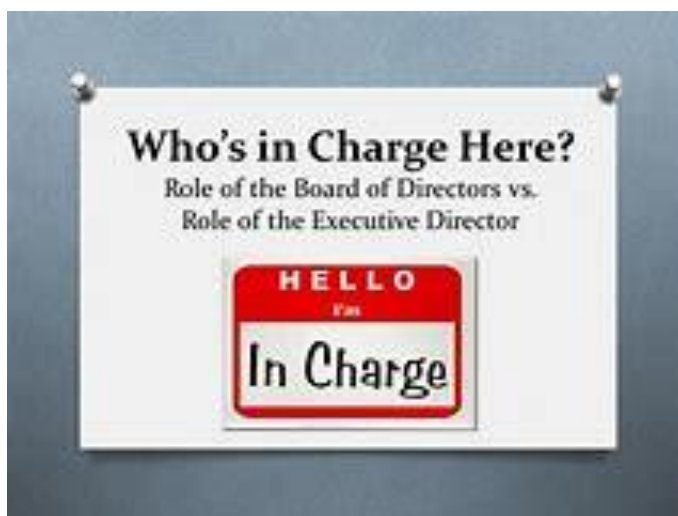 Who's in Charge Here?
Role of the Board of Directors vs.
Role of the Executive Director
HELLO
I'm
In Charge